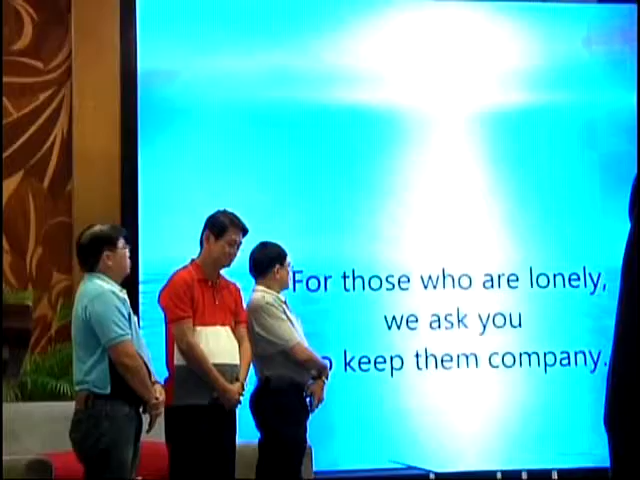 For those who are lonely,
we ask you
keep them company.